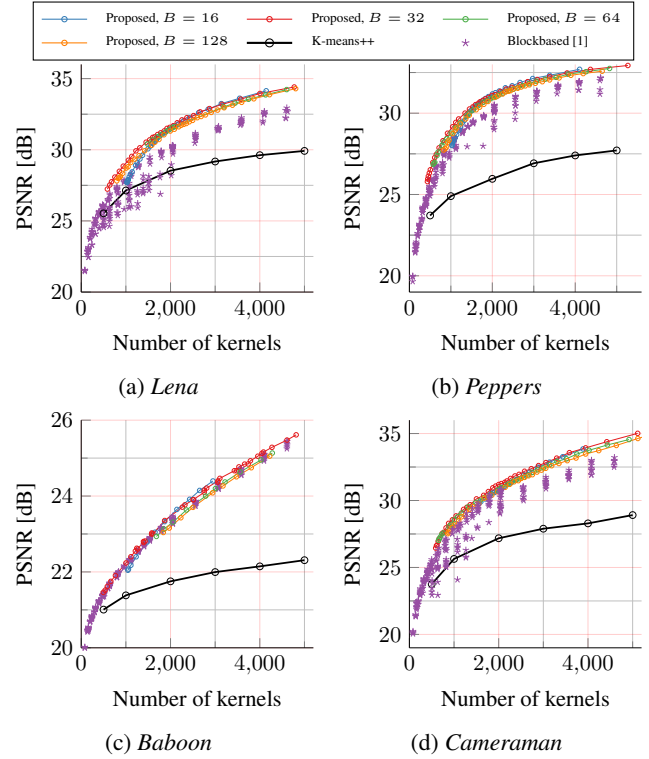 Proposed, B = 16
Proposed, B = 32
Proposed, B = 64
Proposed, B = 128
K-means++
Blockbased [1]
35
30
25
20
0
2,000
4,000
PSNR [dB]
Number of kernels
(a) Lena
30
25
20
0
2,000
4,000
PSNR [dB]
Number of kernels
(b) Peppers
26
24
22
20
0
2,000
4,000
PSNR [dB]
Number of kernels
(c) Baboon
35
30
25
20
0
2,000
4,000
PSNR [dB]
Number of kernels
(d) Cameraman